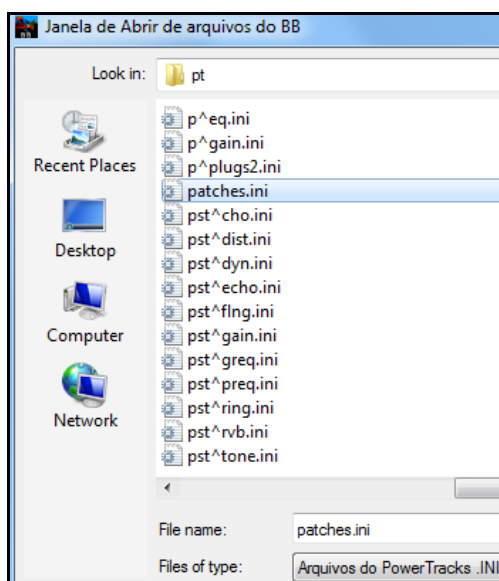 Janela de Abrir de arquivos do BB
Look in: pt
Recent Places
Desktop
Computer
Network
p^eq.ini
p^gain.ini
p^plugs2.ini
patches.ini
pst^cho.ini
pst^dist.ini
pst^dyn.ini
pst^echo.ini
pst^flng.ini
pst^gain.ini
pst^greq.ini
pst^preq.ini
pst^ring.ini
pst^rvb.ini
pst^tone.ini
File name: patches.ini
Files of type: Arquivos do PowerTracks .INI